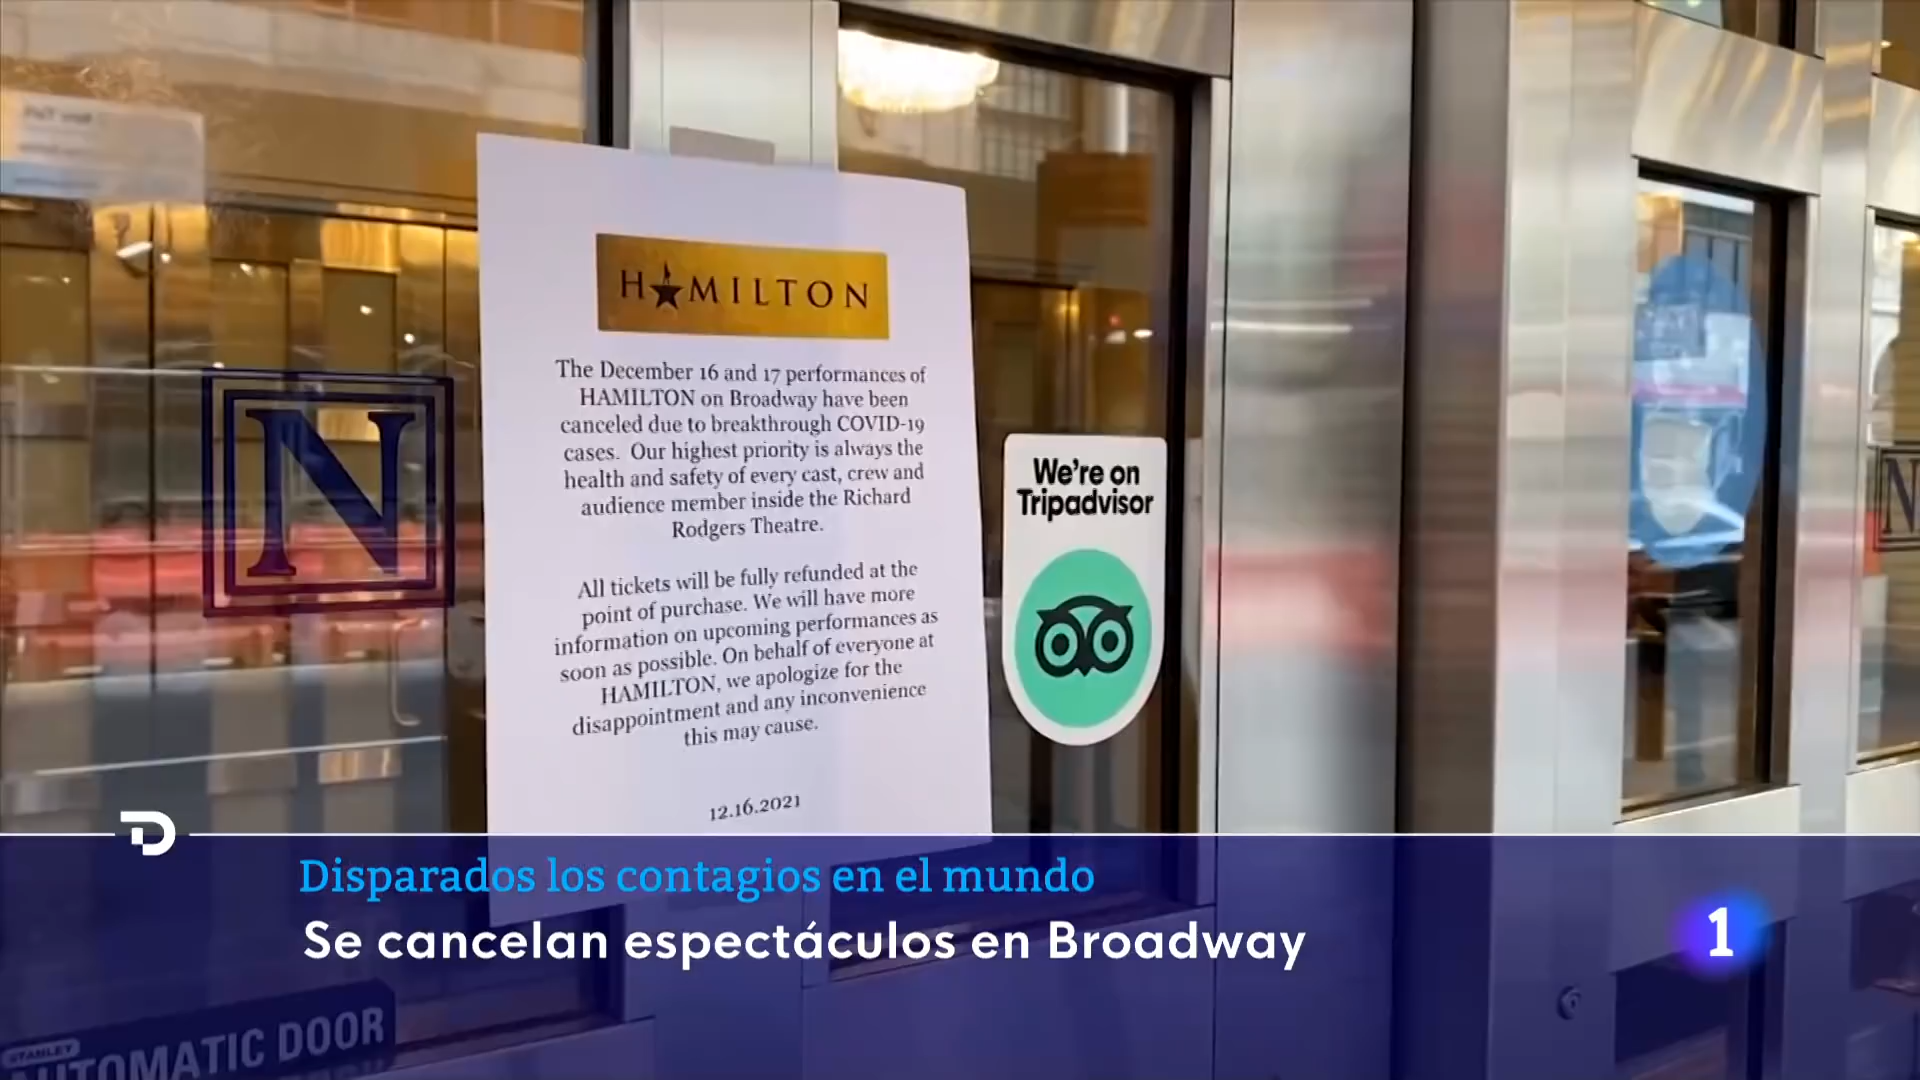 HAMILTON
The December 16 and 17 performances of
HAMILTON on Broadway have been
canceled due to breakthrough COVID-19
cases. Our highest priority is always the
health and safety of every cast, crew and
audience member inside the Richard
Rodgers Theatre.
All tickets will be fully refunded at the
point of purchase. We will have more
information on upcoming performances as
soon as possible. On behalf of everyone at
HAMILTON, we apologize for the
disappointment and any inconvenience
this may cause.
12.16.2021
N
We're on
Tripadvisor
N
D
Disparados los contagios en el mundo
Se cancelan espectáculos en Broadway
1
STANLEY
AUTOMATIC DOOR